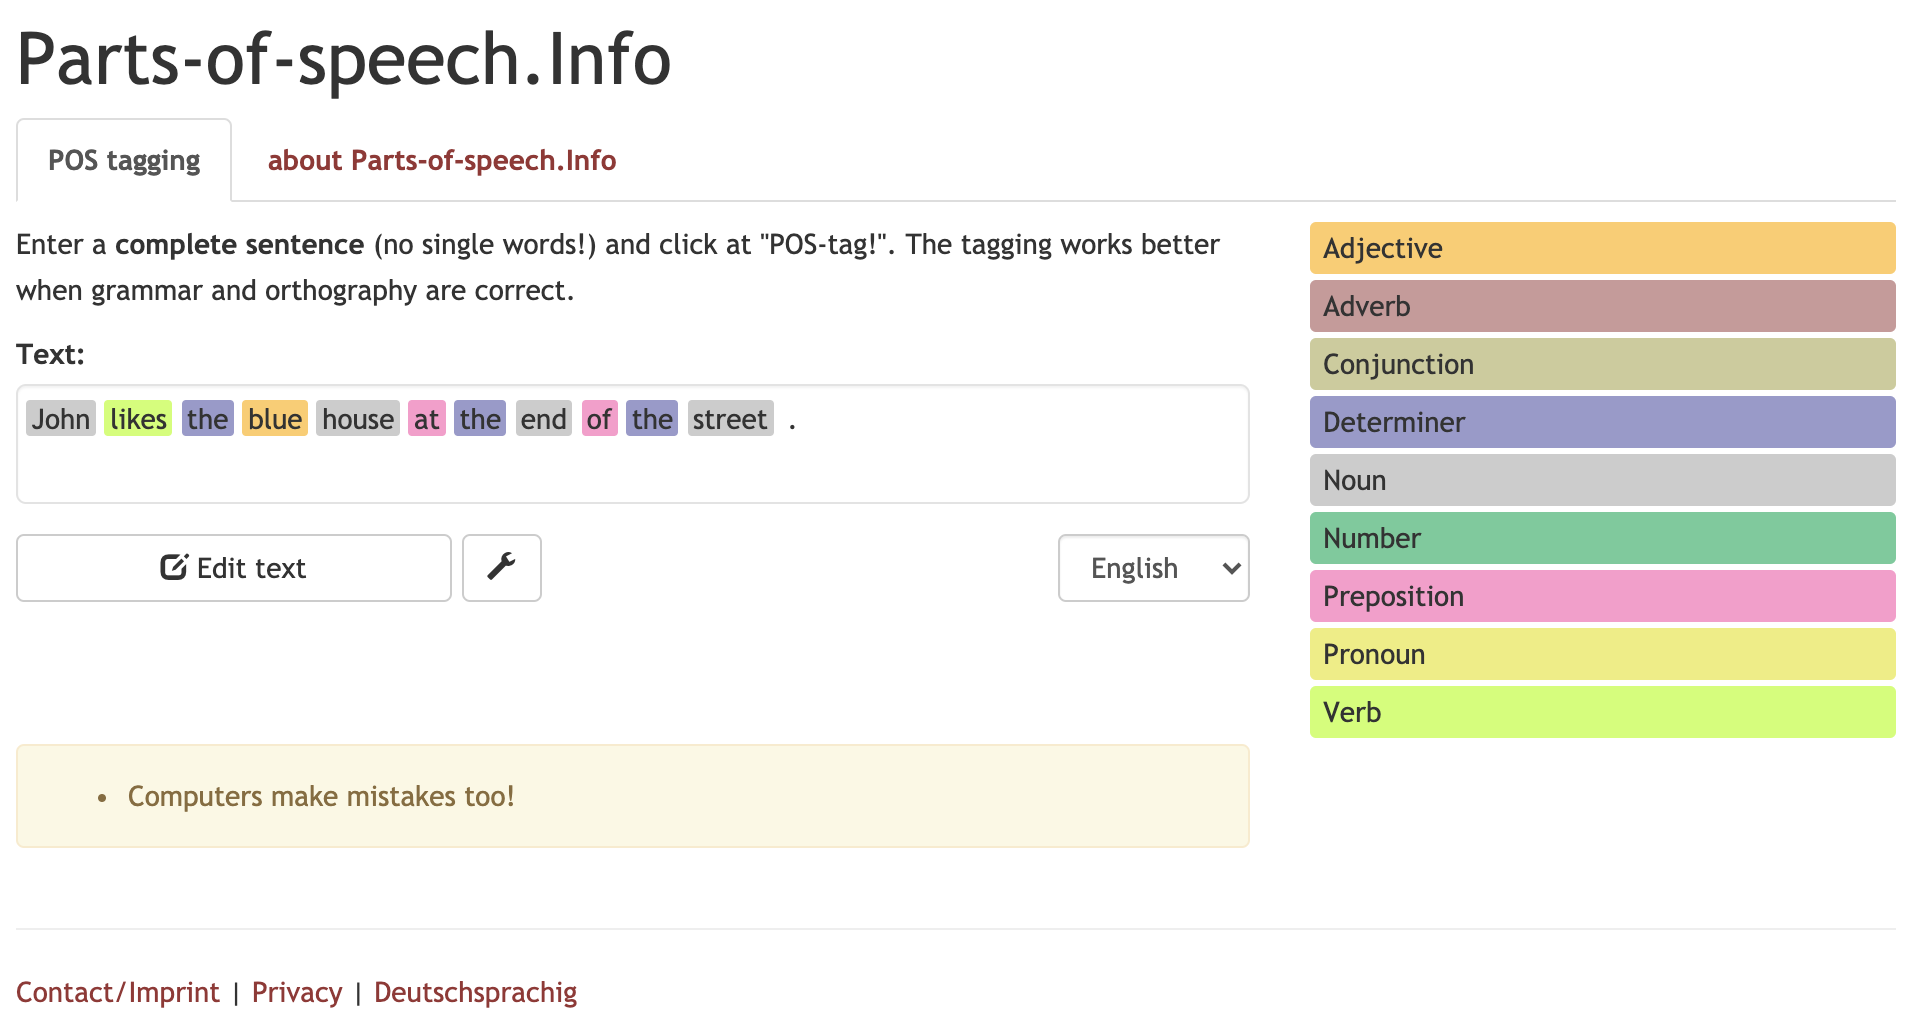 Parts-of-speech.Info
POS tagging
about Parts-of-speech.Info
Enter a complete sentence (no single words!) and click at "POS-tag!". The tagging works better
when grammar and orthography are correct.
Text:
John likes the blue house at the end of the street .
Edit text
English
Adjective
Adverb
Conjunction
Determiner
Noun
Number
Preposition
Pronoun
Verb
• Computers make mistakes too!
Contact/Imprint | Privacy | Deutschsprachig